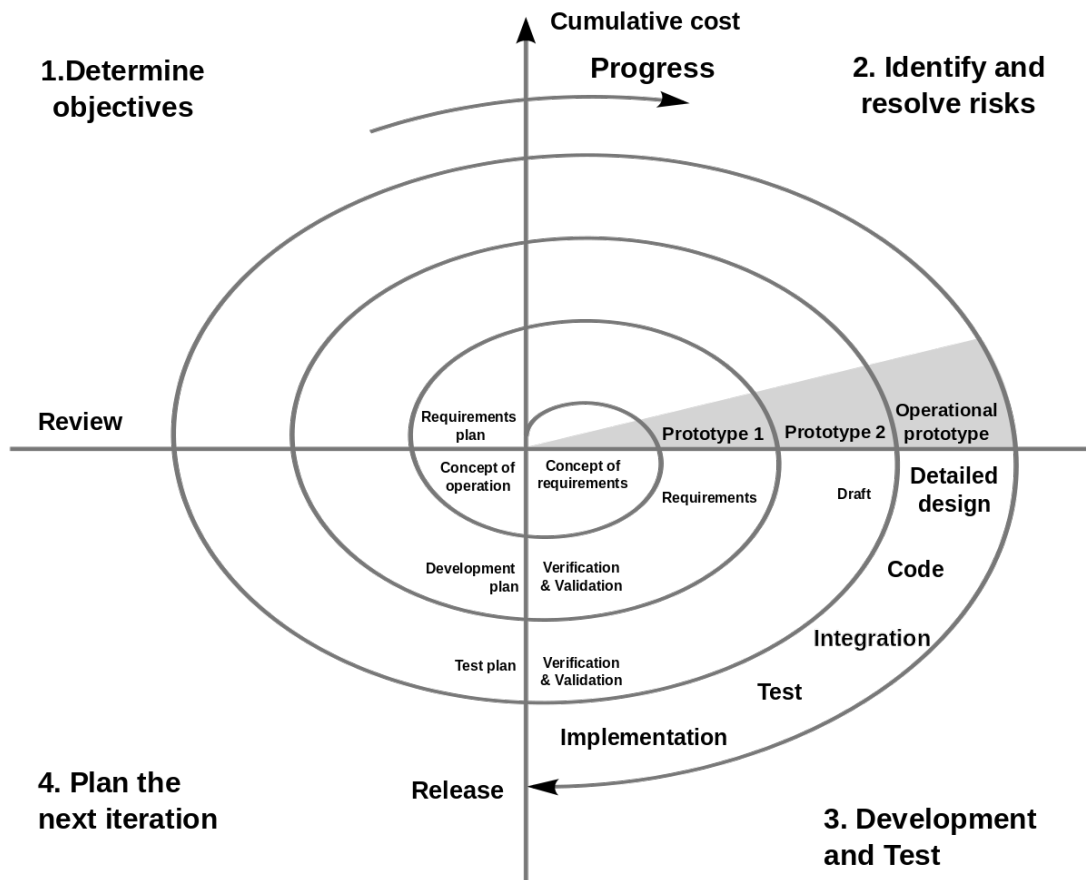 Cumulative cost
Progress
1.Determine
objectives
2. Identify and
resolve risks
Review
Requirements
plan
Prototype 1
Prototype 2
Operational
prototype
Concept of
operation
Concept of
requirements
Requirements
Draft
Detailed
design
Development
plan
Verification
& Validation
Code
Integration
Test plan
Verification
& Validation
Test
Implementation
Release
4. Plan the
next iteration
3. Development
and Test